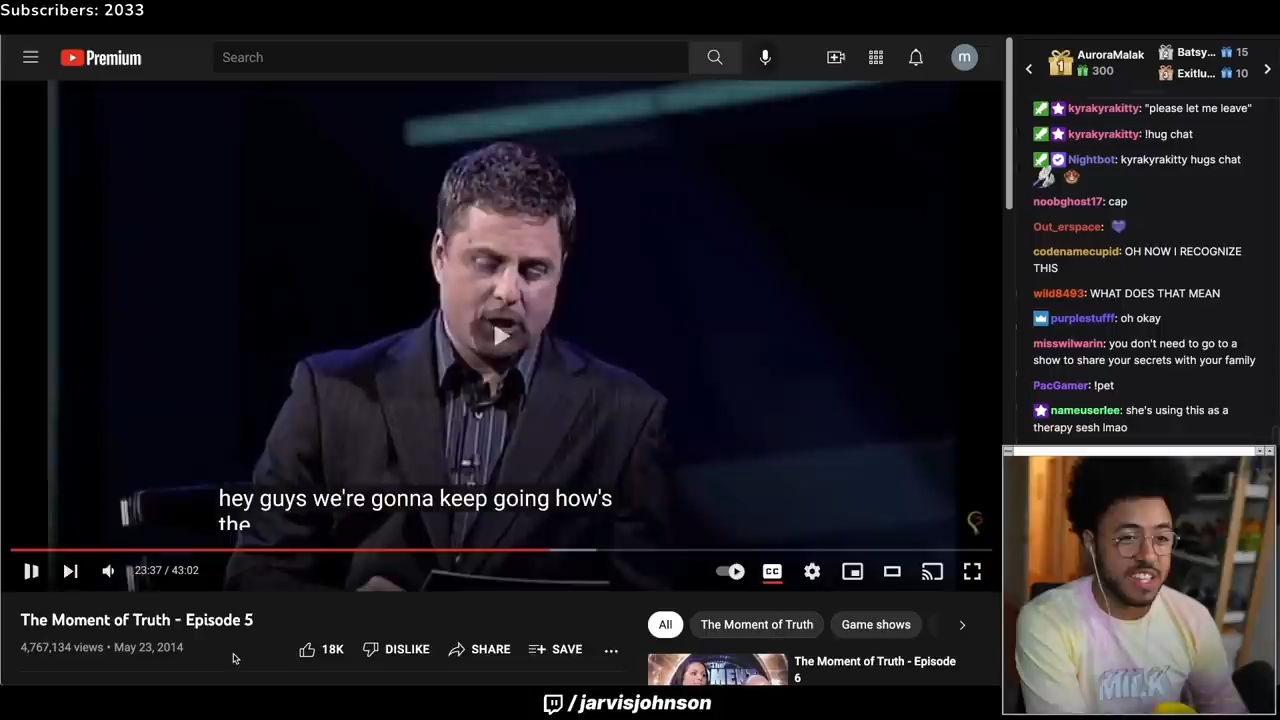 Subscribers: 2033
Premium
Search
m
hey guys we're gonna keep going how's
the
23:37 / 43:02
CC
The Moment of Truth - Episode 5
4,767,134 views • May 23, 2014
18K
DISLIKE
SHARE
SAVE
All
The Moment of Truth
Game shows
The Moment of Truth - Episode
6
/jarvisjohnson
1
AuroraMalak
300
2
Batsy...
15
3
Exitlu...
10
kyrakyrakitty: "please let me leave"
kyrakyrakitty: !hug chat
Nightbot: kyrakyrakitty hugs chat
noobghost17: cap
Out_erspace:
codenamecupid: OH NOW I RECOGNIZE
THIS
wild8493: WHAT DOES THAT MEAN
purplestufff: oh okay
misswilwarin: you don't need to go to a
show to share your secrets with your family
PacGamer: !pet
nameuserlee: she's using this as a
therapy sesh lmao
MILK